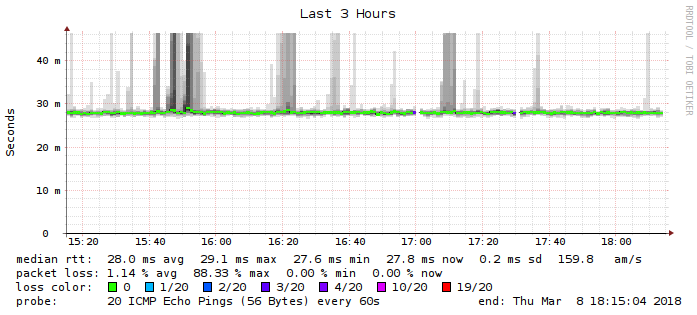 Last 3 Hours
RRDTOOL / TOBI OETIKER
Seconds
40 m
30 m
20 m
10 m
0
15:20 15:40 16:00 16:20 16:40 17:00 17:20 17:40 18:00
median rtt: 28.0 ms avg 29.1 ms max 27.6 ms min 27.8 ms now 0.2 ms sd 159.8 am/s
packet loss: 1.14 % avg 88.33 % max 0.00 % min 0.00 % now
loss color: 0 1/20 2/20 3/20 4/20 10/20 19/20
probe: 20 ICMP Echo Pings (56 Bytes) every 60s end: Thu Mar 8 18:15:04 2018